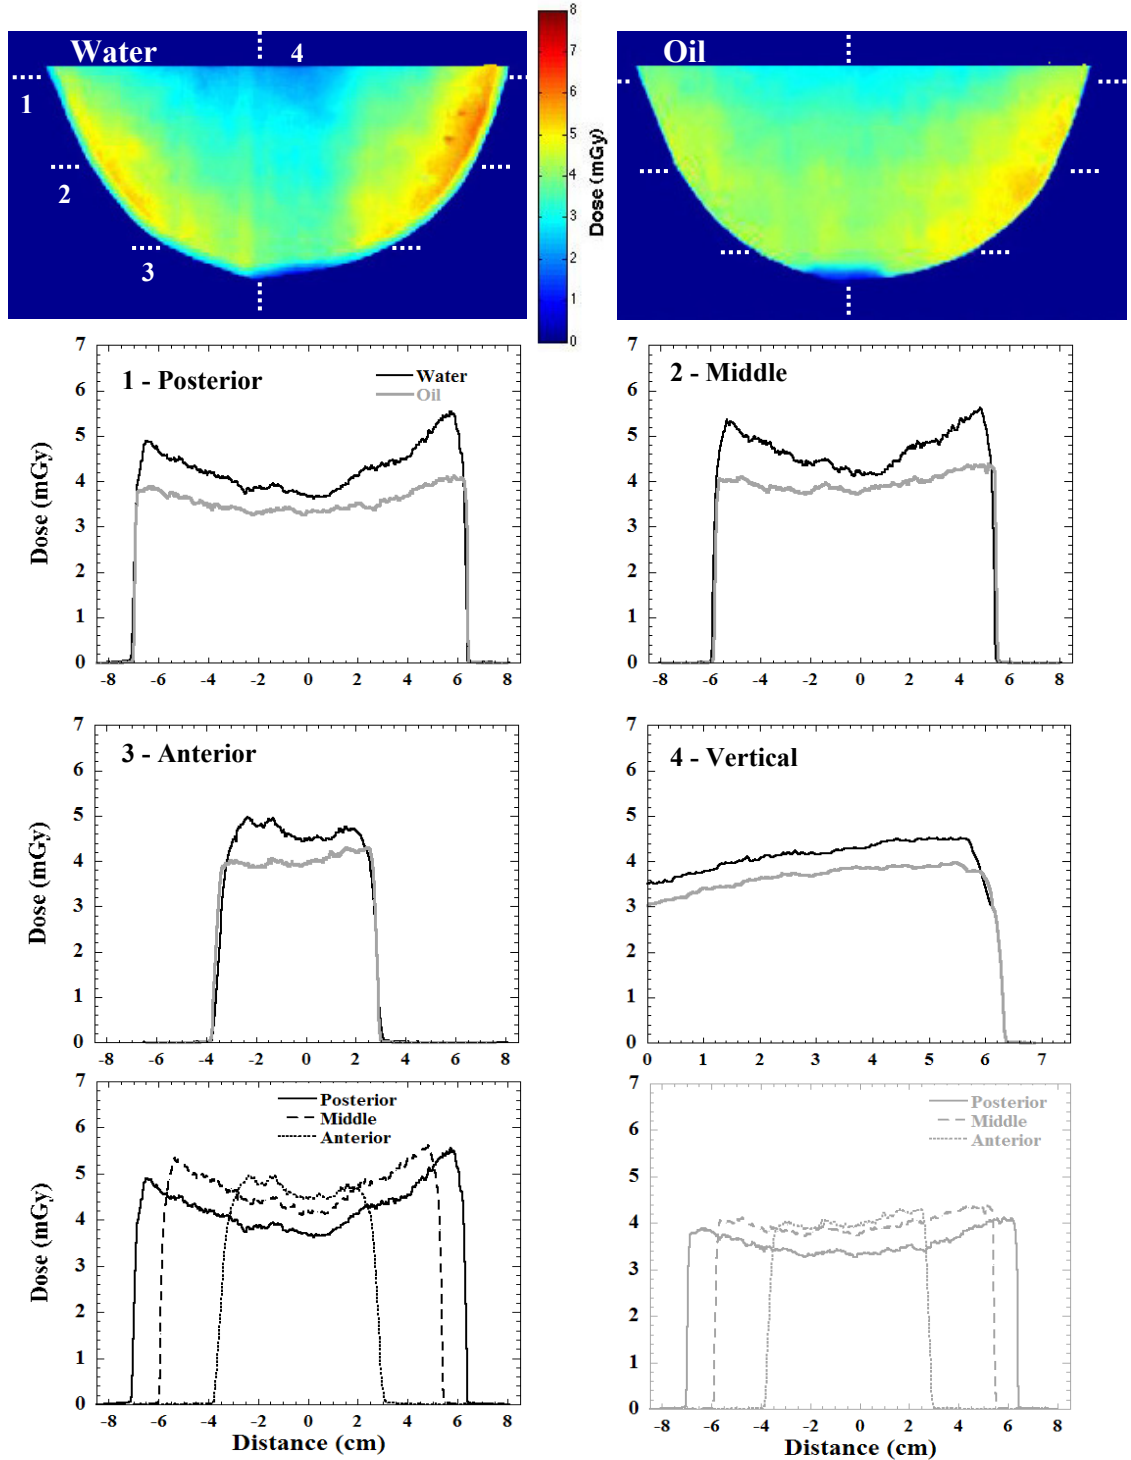 Water
4
1
2
3
8
7
6
5
4
3
2
1
0
Dose (mGy)
Oil
1 - Posterior
Water
Oil
7
6
5
4
3
2
1
0
Dose (mGy)
-8 -6 -4 -2 0 2 4 6 8
2 - Middle
7
6
5
4
3
2
1
0
-8 -6 -4 -2 0 2 4 6 8
3 - Anterior
7
6
5
4
3
2
1
0
Dose (mGy)
-8 -6 -4 -2 0 2 4 6 8
4 - Vertical
7
6
5
4
3
2
1
0
0 1 2 3 4 5 6 7
Posterior
Middle
Anterior
7
6
5
4
3
2
1
0
Dose (mGy)
-8 -6 -4 -2 0 2 4 6 8
Distance (cm)
Posterior
Middle
Anterior
7
6
5
4
3
2
1
0
-8 -6 -4 -2 0 2 4 6 8
Distance (cm)